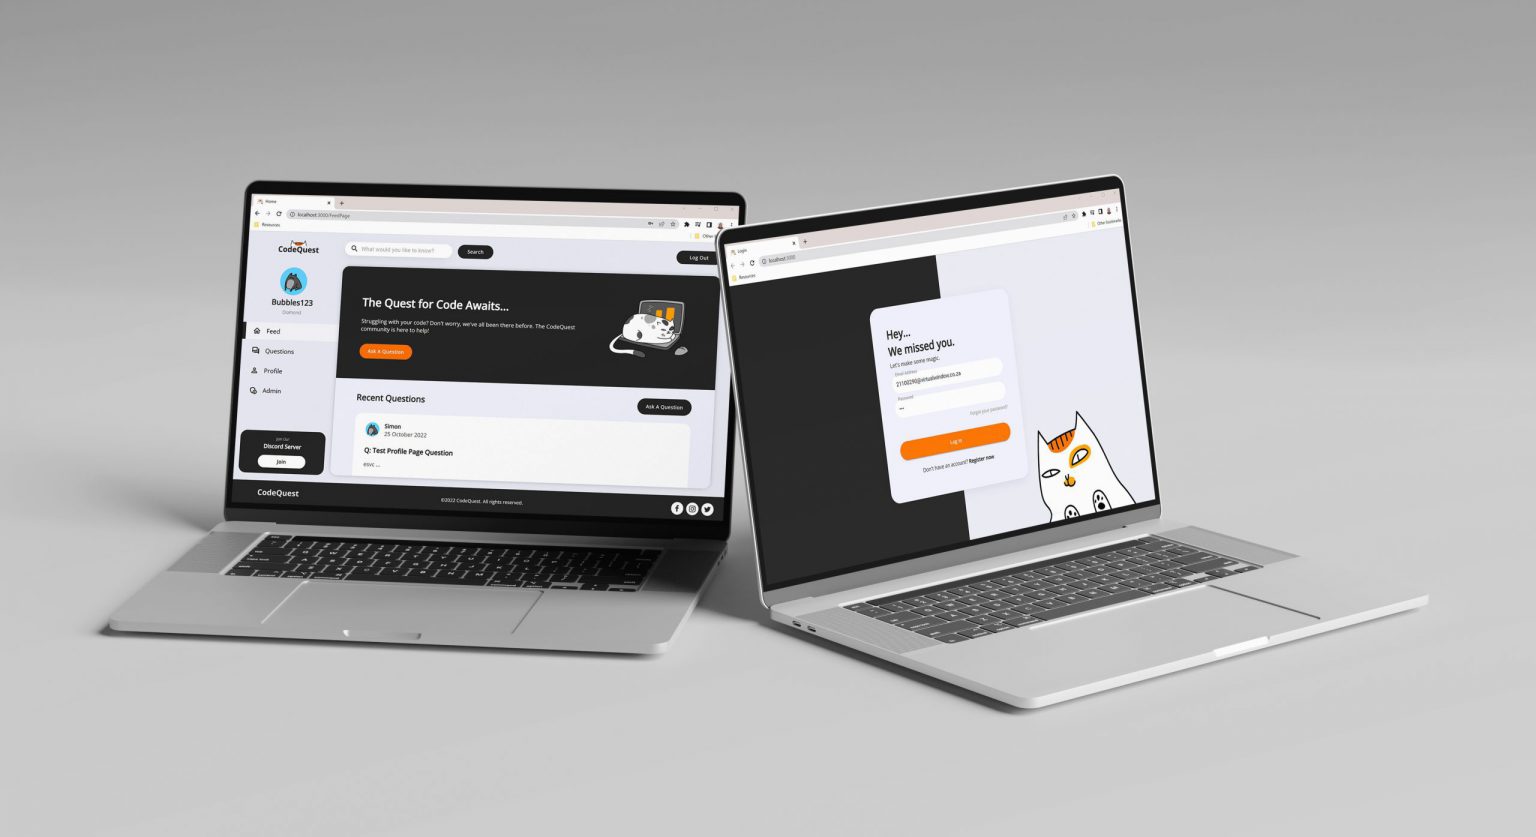 Home
localhost:3000/FeedPage
Resources
CodeQuest
What would you like to know?
Search
Log Out
Bubbles123
Diamond
Feed
Questions
Profile
Admin
Join our
Discord Server
Join
The Quest for Code Awaits...
Struggling with your code? Don't worry, we've all been there before. The CodeQuest
community is here to help!
Ask A Question
Recent Questions
Ask A Question
Simon
25 October 2022
Q: Test Profile Page Question
esvc ...
CodeQuest
©2022 CodeQuest. All rights reserved.
Login
localhost:3000
Resources
Other bookmarks
Hey...
We missed you.
Let's make some magic.
Email Address
21100290@virtualwindow.co.za
Password
Forgot your password?
Log In
Don't have an account? Register now